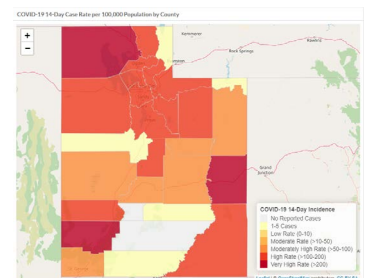 COVID-19 14-Day Case Rate per 100,000 Population by County
+
−
Kemmerer
Rawlins
Rock Springs
Grand
Junction
COVID-19 14-Day Incidence
No Reported Cases
1-5 Cases
Low Rate (0-10)
Moderate Rate (>10-50)
Moderately High Rate (>50-100)
High Rate (>100-200)
Very High Rate (>200)